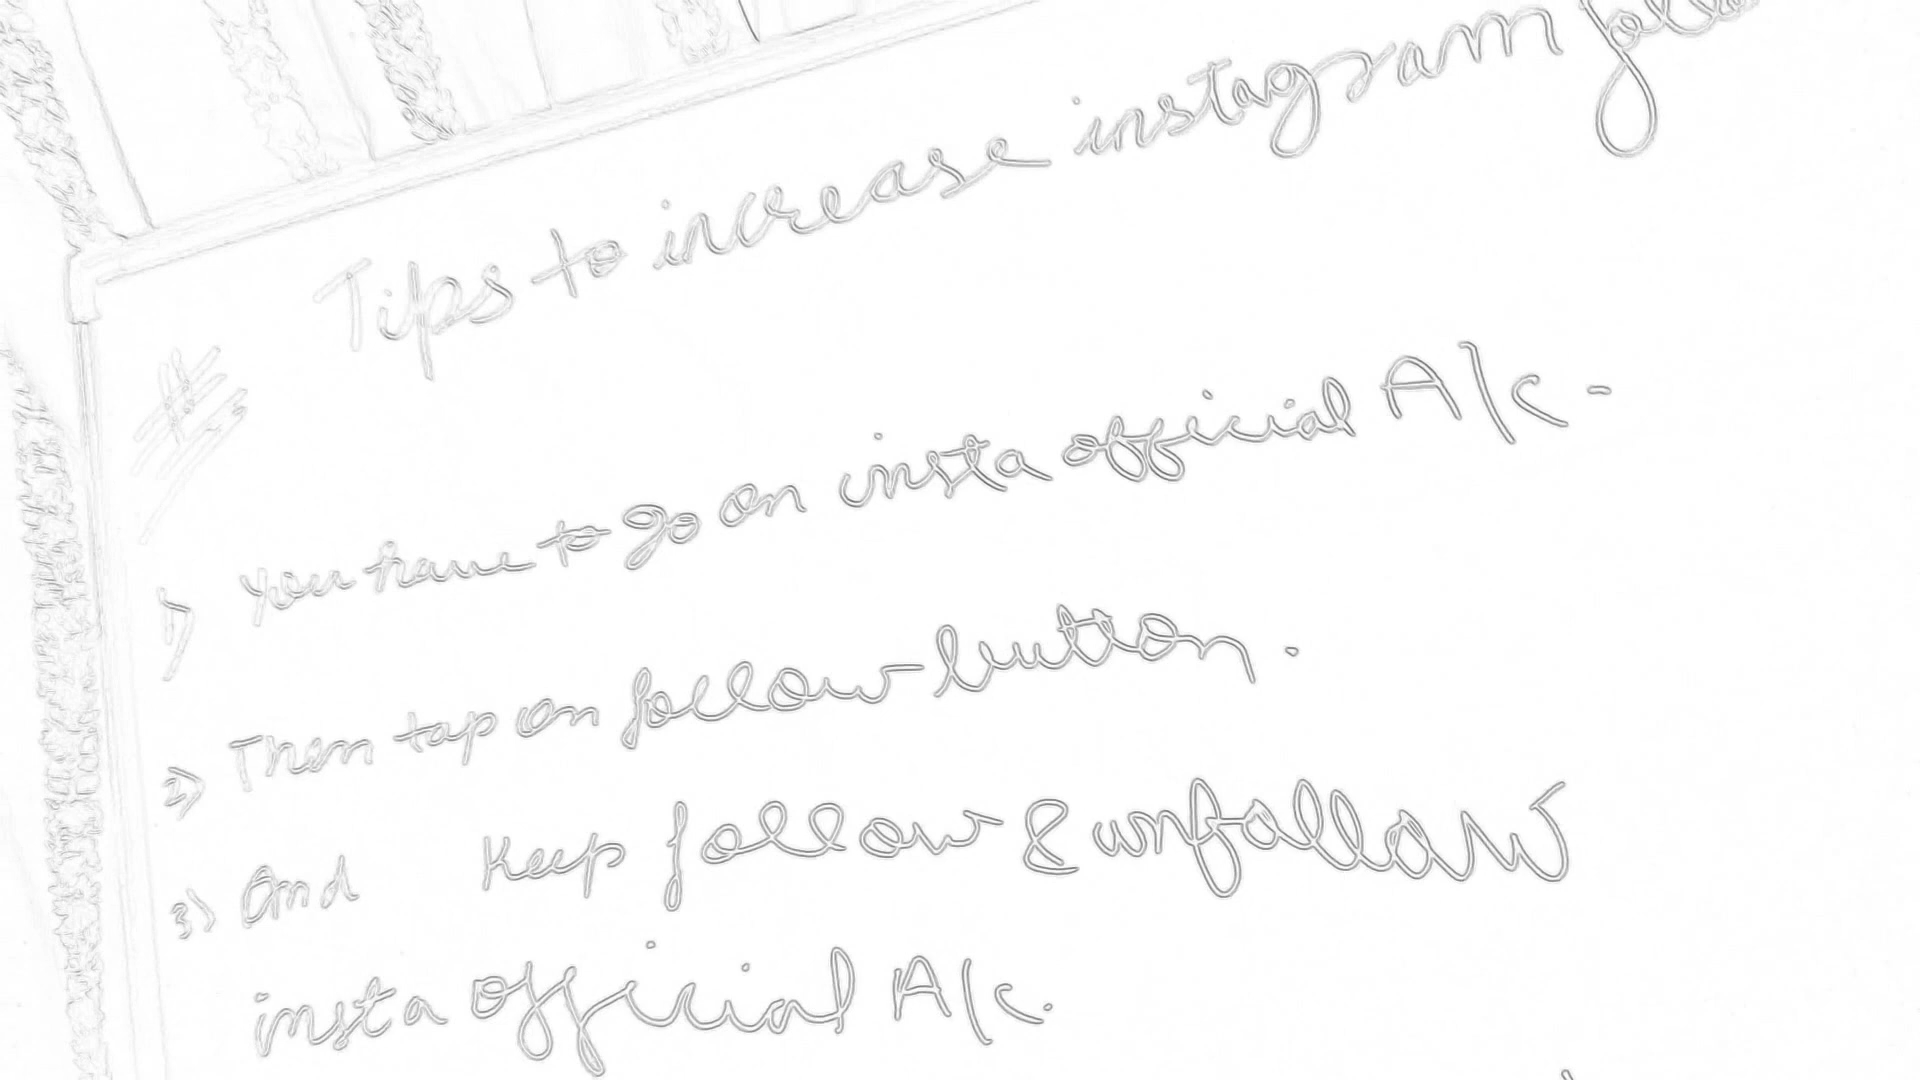 Tips to increase instagram
#
1) You have to go on insta official A/c -
2) Then tap on follow button.
3) And Keep follow & unfollow
insta official A/c.